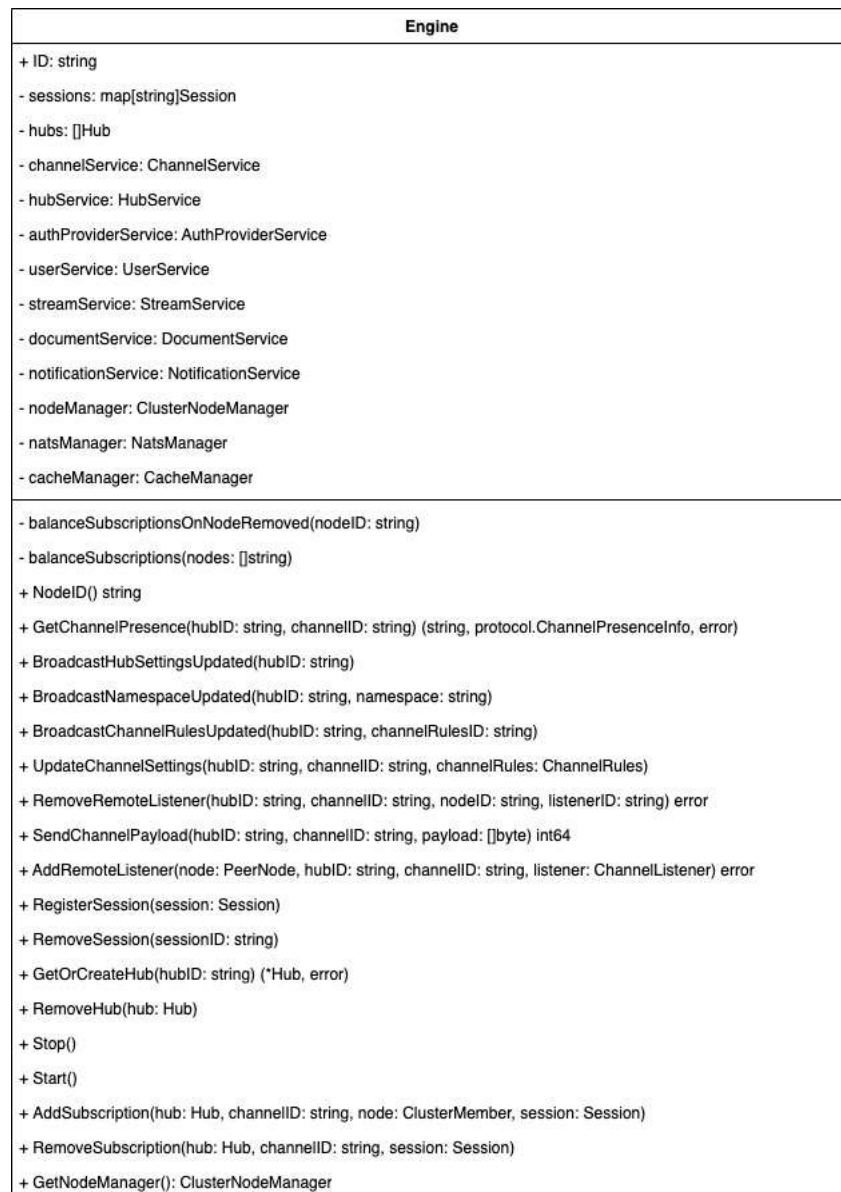 Engine
+ ID: string
- sessions: map[string]Session
- hubs: []Hub
- channelService: ChannelService
- hubService: HubService
- authProviderService: AuthProviderService
- userService: UserService
- streamService: StreamService
- documentService: DocumentService
- notificationService: NotificationService
- nodeManager: ClusterNodeManager
- natsManager: NatsManager
- cacheManager: CacheManager
- balanceSubscriptionsOnNodeRemoved(nodeID: string)
- balanceSubscriptions(nodes: []string)
+ NodeID() string
+ GetChannelPresence(hubID: string, channelID: string) (string, protocol.ChannelPresenceInfo, error)
+ BroadcastHubSettingsUpdated(hubID: string)
+ BroadcastNamespaceUpdated(hubID: string, namespace: string)
+ BroadcastChannelRulesUpdated(hubID: string, channelRulesID: string)
+ UpdateChannelSettings(hubID: string, channelID: string, channelRules: ChannelRules)
+ RemoveRemoteListener(hubID: string, channelID: string, nodeID: string, listenerID: string) error
+ SendChannelPayload(hubID: string, channelID: string, payload: []byte) int64
+ AddRemoteListener(node: PeerNode, hubID: string, channelID: string, listener: ChannelListener) error
+ RegisterSession(session: Session)
+ RemoveSession(sessionID: string)
+ GetOrCreateHub(hubID: string) (*Hub, error)
+ RemoveHub(hub: Hub)
+ Stop()
+ Start()
+ AddSubscription(hub: Hub, channelID: string, node: ClusterMember, session: Session)
+ RemoveSubscription(hub: Hub, channelID: string, session: Session)
+ GetNodeManager(): ClusterNodeManager